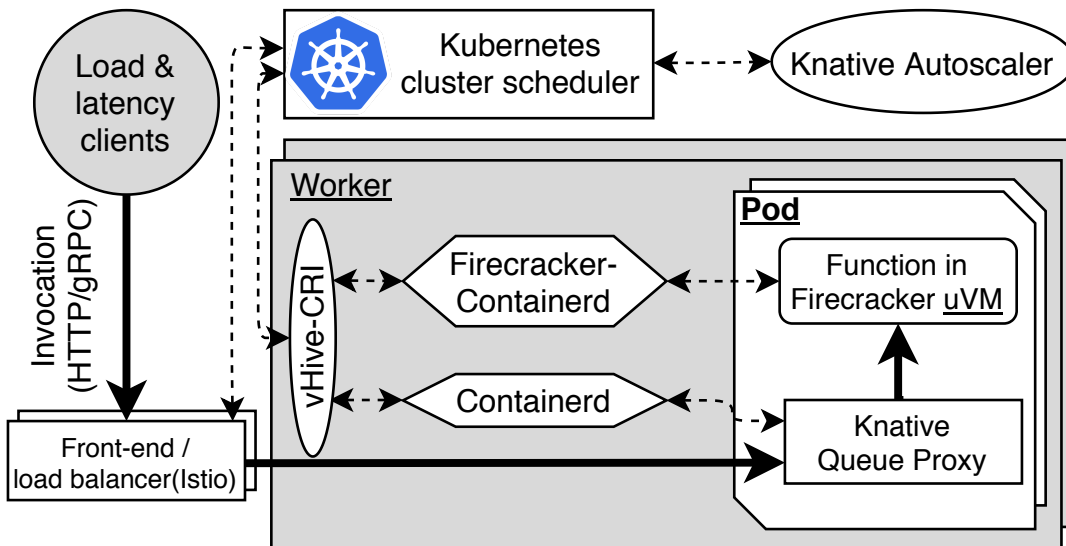 Load &
latency
clients
Kubernetes
cluster scheduler
Knative Autoscaler
Invocation
(HTTP/gRPC)
Worker
vHive-CRI
Firecracker-
Containerd
Containerd
Pod
Function in
Firecracker uVM
Knative
Queue Proxy
Front-end /
load balancer(Istio)